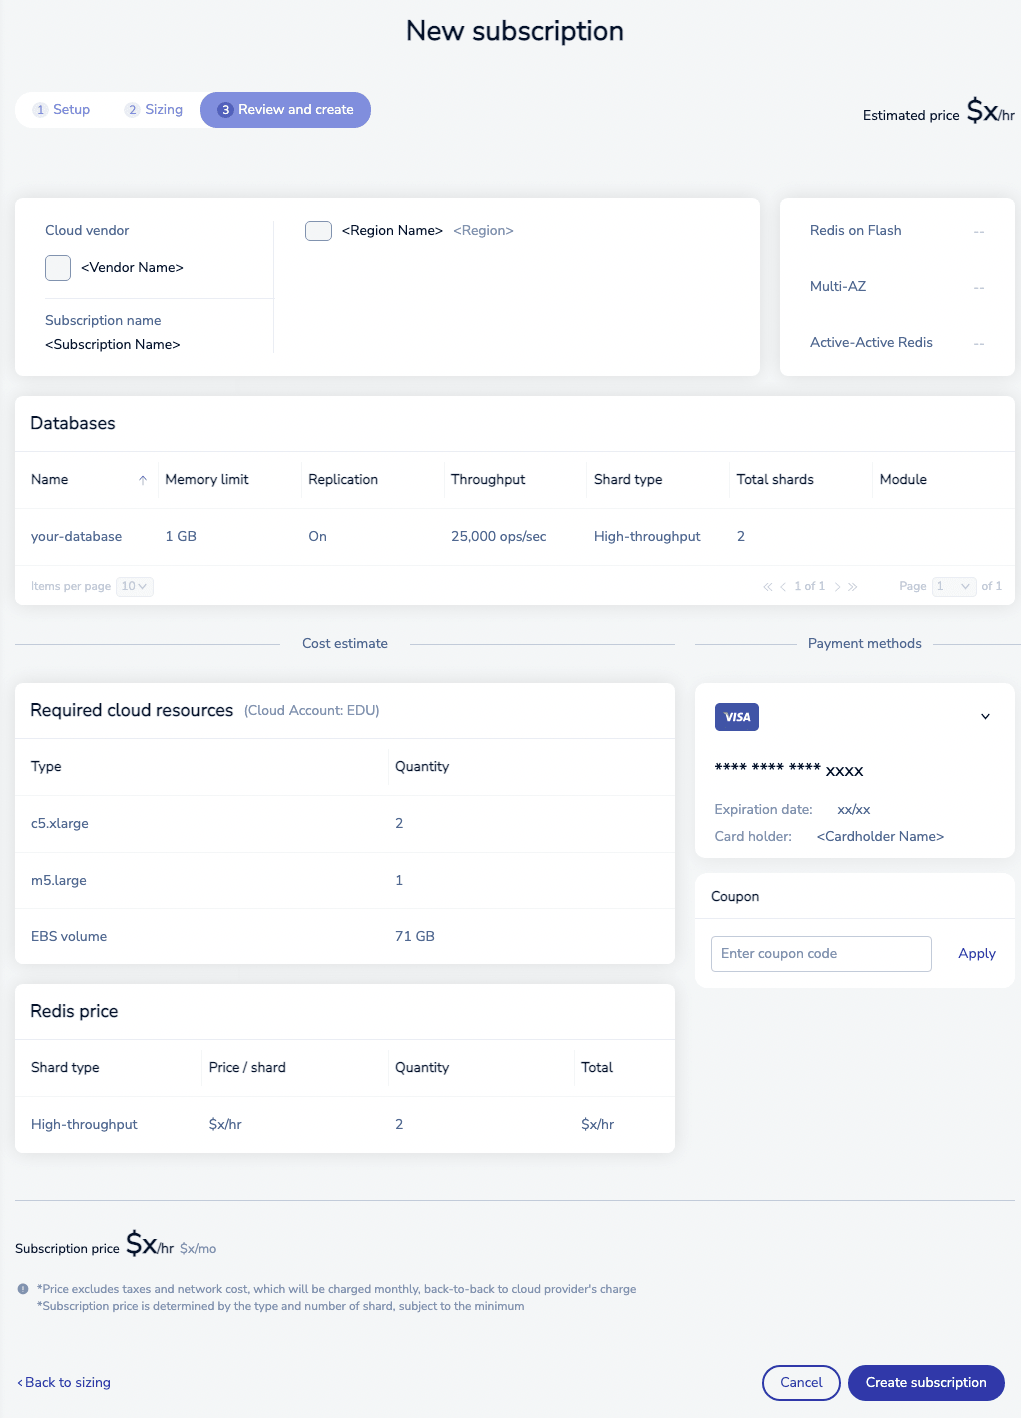 New subscription
1 Setup 2 Sizing 3 Review and create
Estimated price $x/hr
Cloud vendor
<Vendor Name>
Subscription name
<Subscription Name>
<Region Name> <Region>
Redis on Flash --
Multi-AZ --
Active-Active Redis --
Databases
Name Memory limit Replication Throughput Shard type Total shards Module
your-database 1 GB On 25,000 ops/sec High-throughput 2
Items per page 10 1 of 1 Page 1 of 1
Cost estimate
Required cloud resources (Cloud Account: EDU)
Type Quantity
c5.xlarge 2
m5.large 1
EBS volume 71 GB
Redis price
Shard type Price / shard Quantity Total
High-throughput $x/hr 2 $x/hr
Payment methods
VISA
**** **** **** xxxx
Expiration date: xx/xx
Card holder: <Cardholder Name>
Coupon
Enter coupon code Apply
Subscription price $x/hr $x/mo
*Price excludes taxes and network cost, which will be charged monthly, back-to-back to cloud provider's charge
*Subscription price is determined by the type and number of shard, subject to the minimum
Back to sizing
Cancel
Create subscription